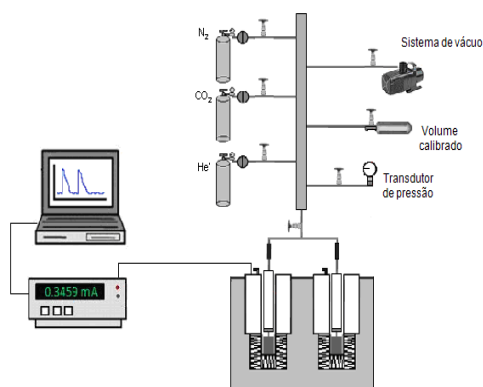 N₂
CO₂
He'
Sistema de vácuo
Volume
calibrado
Transdutor
de pressão
0.3459 mA